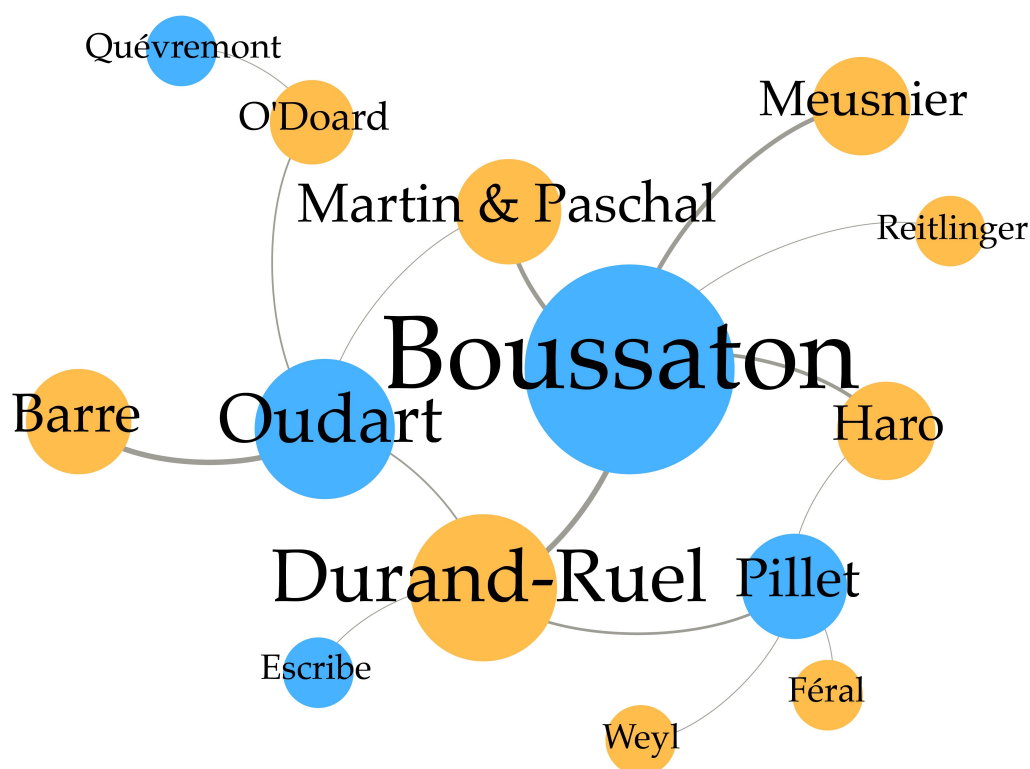 Quévremont
O'Doard
Meusnier
Martin & Paschal
Reitlinger
Boussaton
Barre
Oudart
Haro
Durand-Ruel
Pillet
Escribe
Féral
Weyl